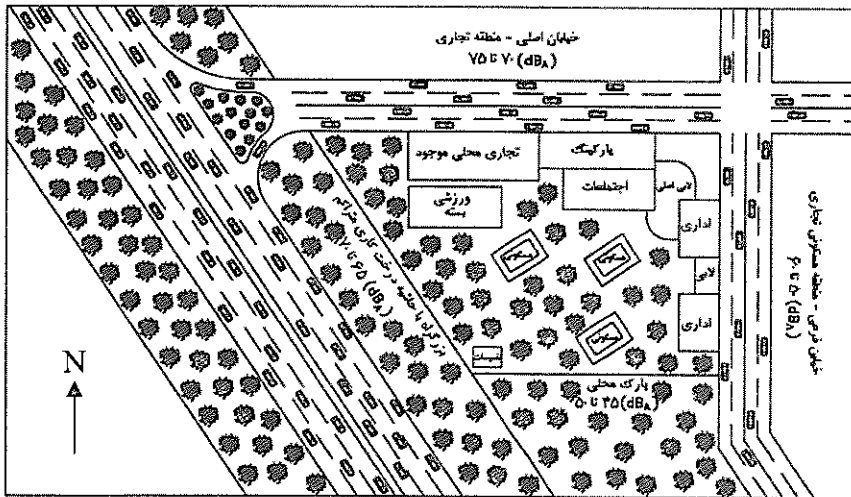 خیابان اصلی - منطقه تجاری
۷۰ تا ۷۵ (dBA)
تجاری محلی موجود
پارکینگ
اجتماعات
لابی اصلی
ورزشی
بسته
اداری
لابی
اداری
مسکونی
مسکونی
مسکونی
تاسیسات
بزرگراه با حاشیه درخت کاری متراکم
۶۵ تا ۷۰ (dBA)
خیابان فرعی - منطقه مسکونی تجاری
۵۰ تا ۶۰ (dBA)
پارک محلی
۴۵ تا ۵۰ (dBA)
N